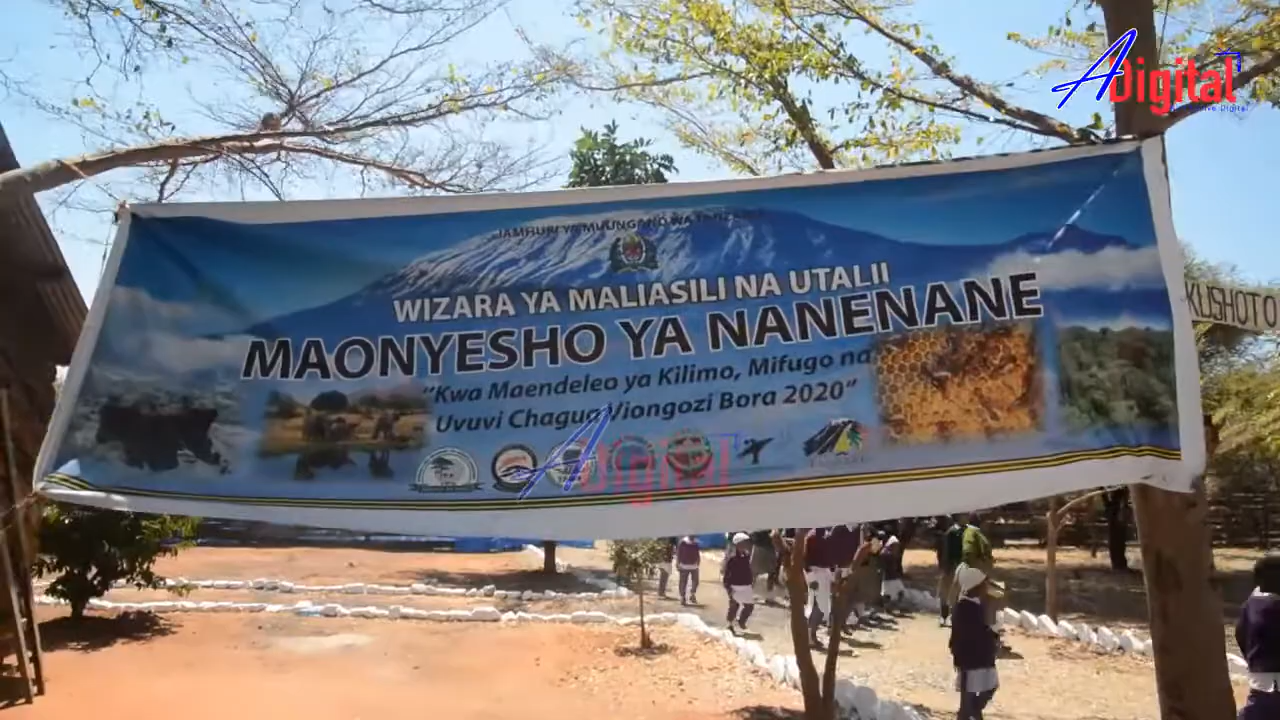 ADigital
JAMHURI YA MUUNGANO WA TANZANIA
WIZARA YA MALIASILI NA UTALII
MAONYESHO YA NANENANE
"Kwa Maendeleo ya Kilimo, Mifugo na
Uvuvi Chagua Viongozi Bora 2020"
KUSHOTO
ADigital